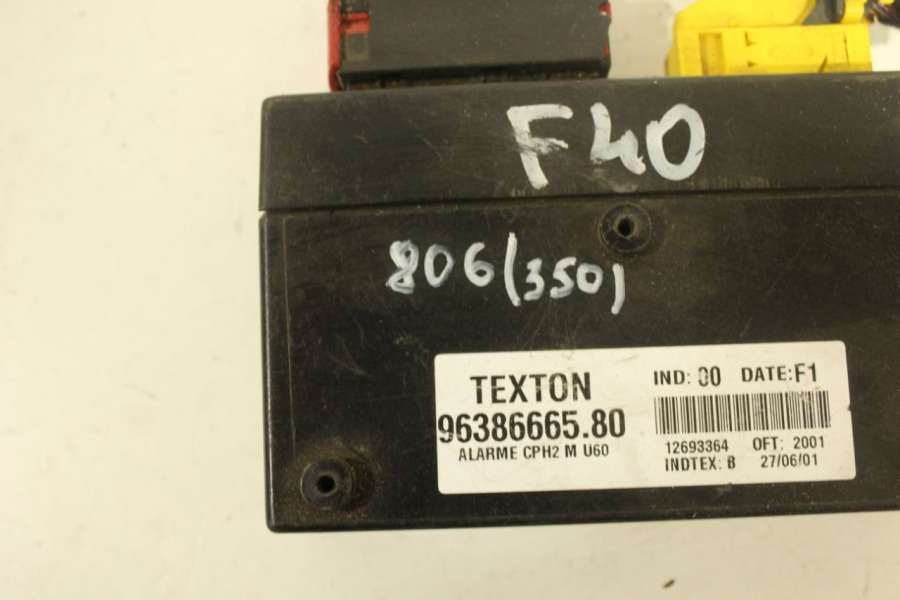 F40
806(350)
TEXTON
96386665.80
ALARME CPH2 M U60
IND: 00 DATE:F1
12693364 OFT: 2001
INDTEX: B 27/06/01